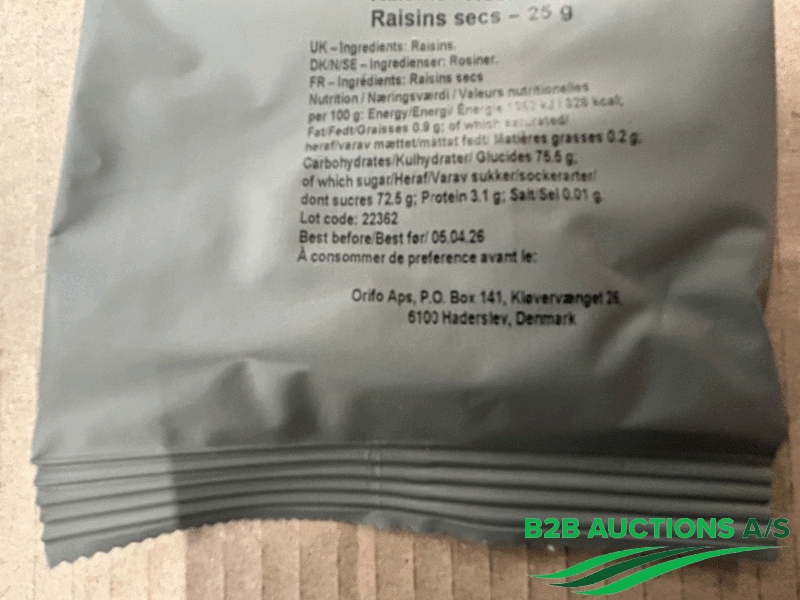 Raisins secs – 25 g
UK – Ingredients: Raisins.
DK/N/SE – Ingredienser: Rosiner.
FR – Ingrédients: Raisins secs
Nutrition / Næringsværdi / Valeurs nutritionelles
per 100 g: Energy/Energi/ Énergie kJ / 328 kcal;
Fat/Fedt/Graisses 0.9 g; of which saturated/
heraf/varav mættet/mättat fedt/ Matières grasses 0.2 g;
Carbohydrates/Kulhydrater/ Glucides 75.5 g;
of which sugar/Heraf/Varav sukker/sockerarter/
dont sucres 72.5 g; Protein 3.1 g; Salt/Sel 0.01 g.
Lot code: 22362
Best before/Best før/ 05.04.26
À consommer de preference avant le:
Orifo Aps, P.O. Box 141, Kløvervænget 26,
6100 Haderslev, Denmark
B2B AUCTIONS A/S